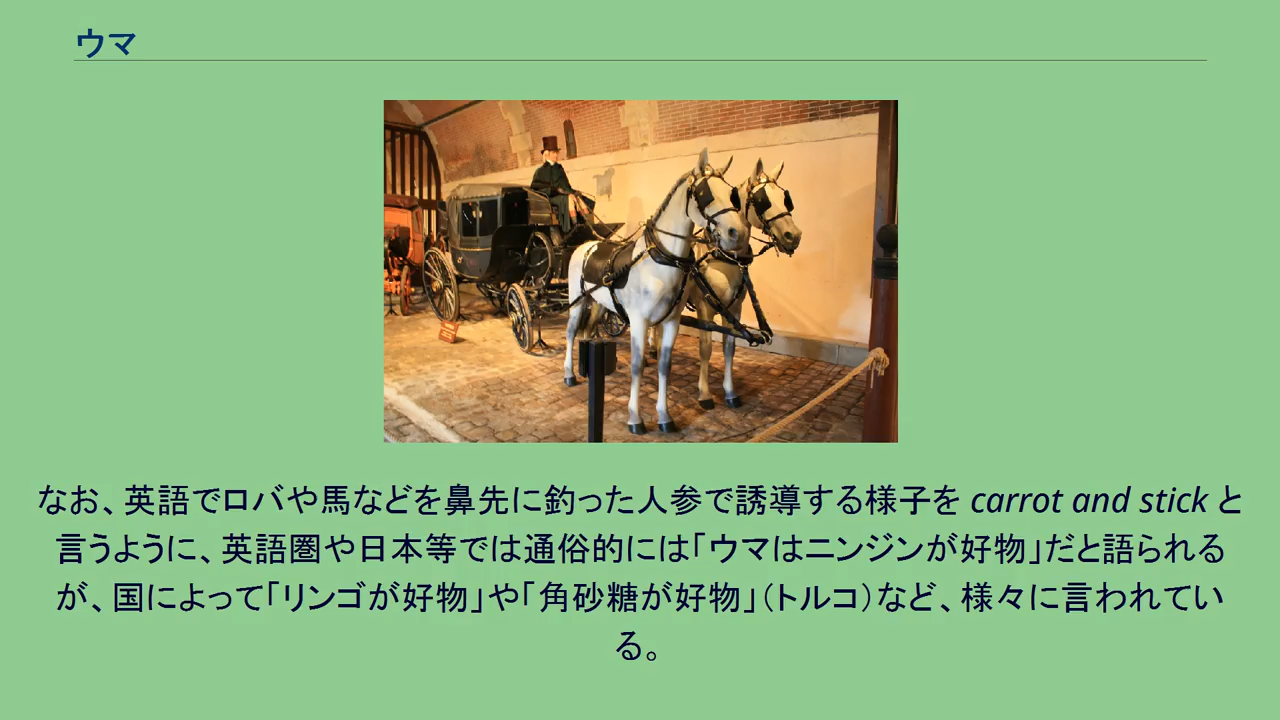 ウマ
なお、英語でロバや馬などを鼻先に釣った人参で誘導する様子を carrot and stick と
言うように、英語圏や日本等では通俗的には「ウマはニンジンが好物」だと語られる
が、国によって「リンゴが好物」や「角砂糖が好物」（トルコ）など、様々に言われてい
る。